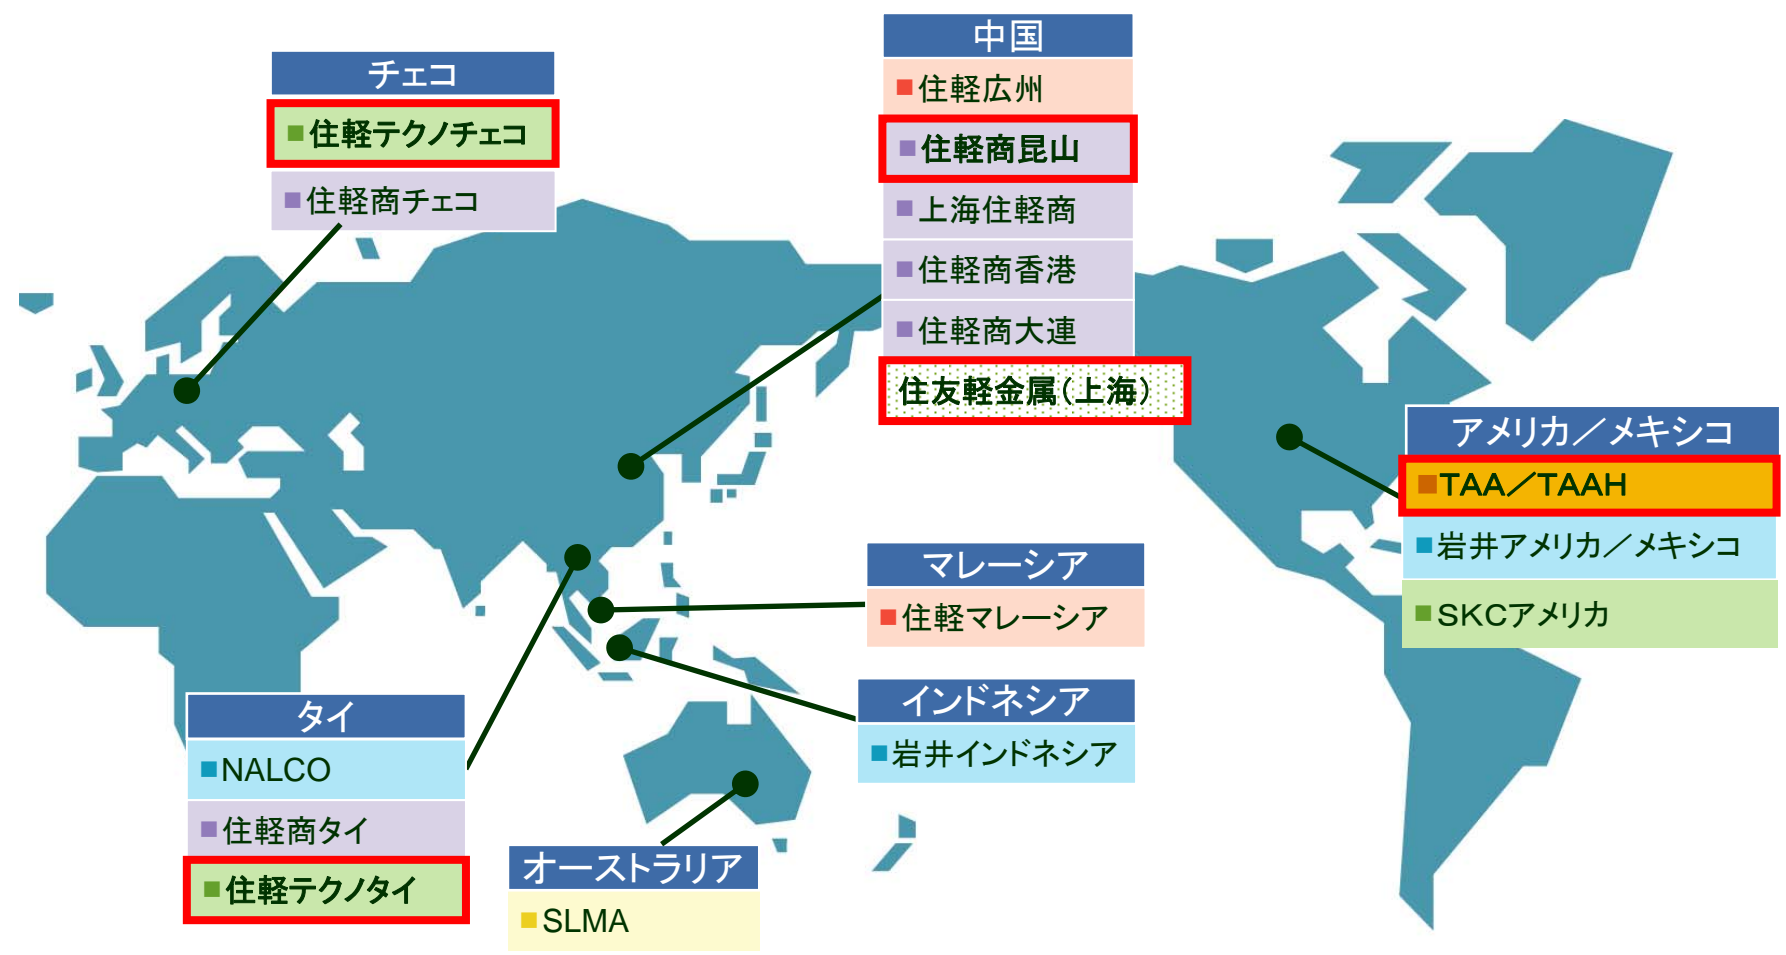 チェコ
■住軽テクノチェコ
■住軽商チェコ
中国
■住軽広州
■住軽商昆山
■上海住軽商
■住軽商香港
■住軽商大連
住友軽金属(上海)
アメリカ／メキシコ
■TAA／TAAH
■岩井アメリカ／メキシコ
■SKCアメリカ
マレーシア
■住軽マレーシア
インドネシア
■岩井インドネシア
タイ
■NALCO
■住軽商タイ
■住軽テクノタイ
オーストラリア
■SLMA